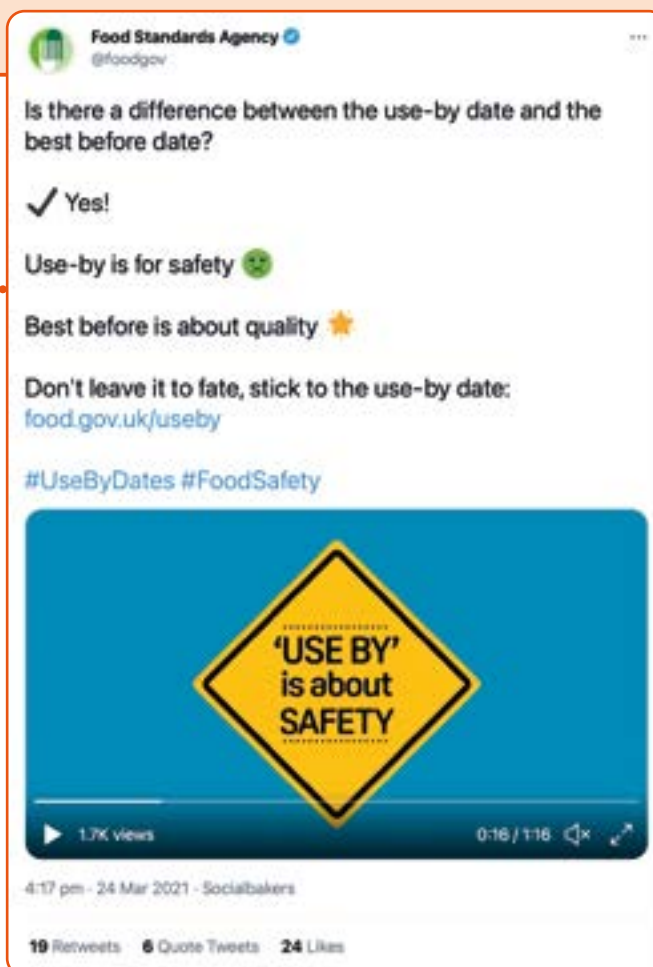 Food Standards Agency
@foodgov
Is there a difference between the use-by date and the
best before date?
✔ Yes!
Use-by is for safety 🤢
Best before is about quality ⭐
Don't leave it to fate, stick to the use-by date:
food.gov.uk/useby
#UseByDates #FoodSafety
'USE BY'
is about
SAFETY
1.7K views
0:16 / 1:16
4:17 pm · 24 Mar 2021 · Socialbakers
19 Retweets 6 Quote Tweets 24 Likes